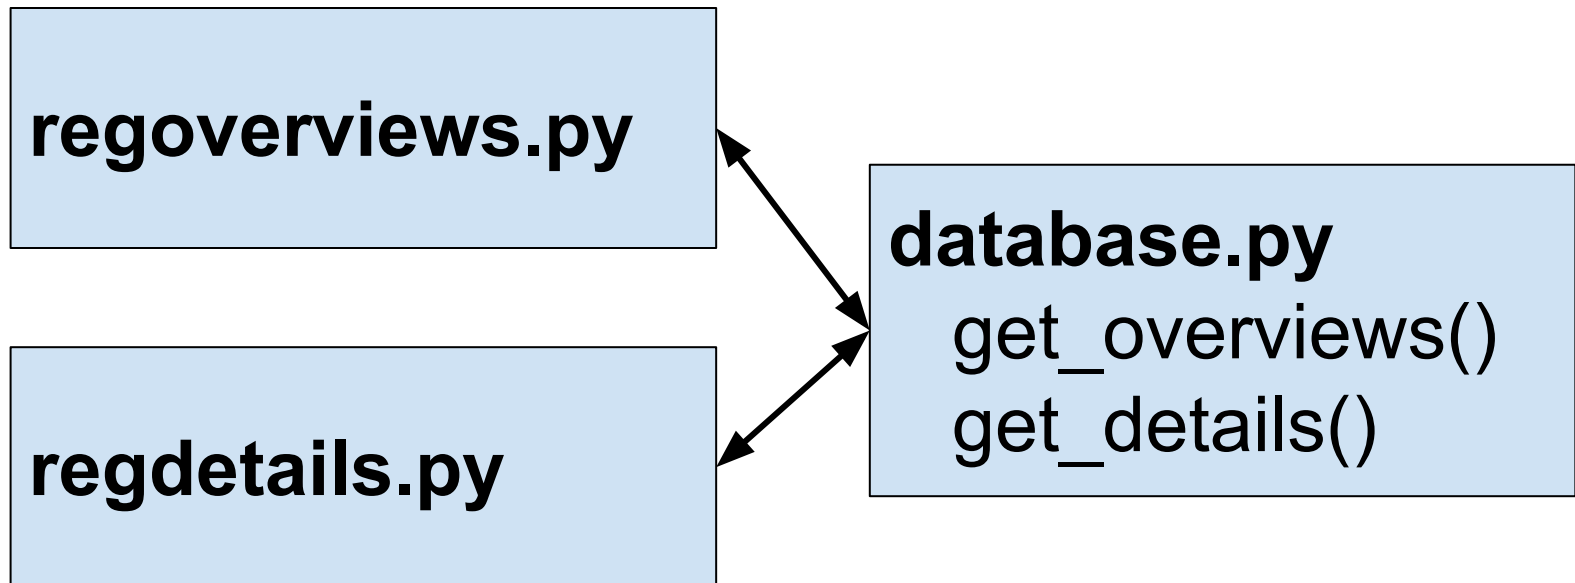 regoverviews.py
regdetails.py
database.py
get_overviews()
get_details()